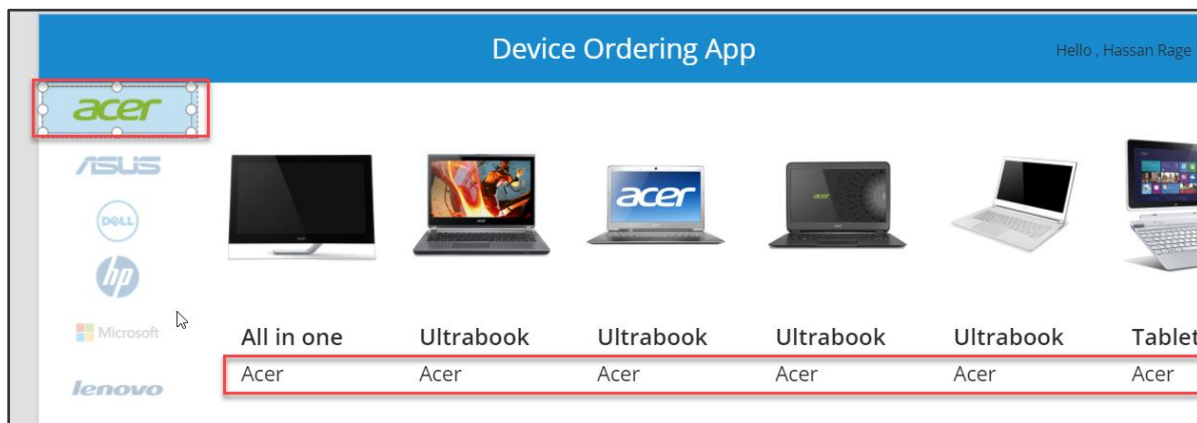 Device Ordering App
Hello , Hassan Rage
acer
ASUS
DELL
hp
Microsoft
lenovo
acer
acer
All in one Ultrabook Ultrabook Ultrabook Ultrabook Tablet
Acer Acer Acer Acer Acer Acer